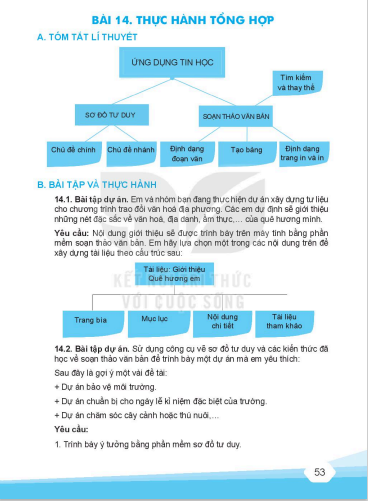 BÀI 14. THỰC HÀNH TỔNG HỢP
A. TÓM TẮT LÍ THUYẾT
ỨNG DỤNG TIN HỌC
Tìm kiếm
và thay thế
SƠ ĐỒ TƯ DUY
SOẠN THẢO VĂN BẢN
Chủ đề chính
Chủ đề nhánh
Định dạng
đoạn văn
Tạo bảng
Định dạng
trang in và in
B. BÀI TẬP VÀ THỰC HÀNH
14.1. Bài tập dự án. Em và nhóm bạn đang thực hiện dự án xây dựng tư liệu
cho chương trình trao đổi văn hoá địa phương. Các em dự định sẽ giới thiệu
những nét đặc sắc về văn hoá, địa danh, ẩm thực,... của quê hương mình.
Yêu cầu: Nội dung giới thiệu sẽ được trình bày trên máy tính bằng phần
mềm soạn thảo văn bản. Em hãy lựa chọn một trong các nội dung trên để
xây dựng tài liệu theo cấu trúc sau:
Tài liệu: Giới thiệu
Quê hương em
KẾT NỐI TRI THỨC
VỚI CUỘC SỐNG
Trang bìa
Mục lục
Nội dung
chi tiết
Tài liệu
tham khảo
14.2. Bài tập dự án. Sử dụng công cụ vẽ sơ đồ tư duy và các kiến thức đã
học về soạn thảo văn bản để trình bày một dự án mà em yêu thích:
Sau đây là gợi ý một vài đề tài:
+ Dự án bảo vệ môi trường.
+ Dự án chuẩn bị cho ngày lễ kỉ niệm đặc biệt của trường.
+ Dự án chăm sóc cây cảnh hoặc thú nuôi,...
Yêu cầu:
1. Trình bày ý tưởng bằng phần mềm sơ đồ tư duy.
53